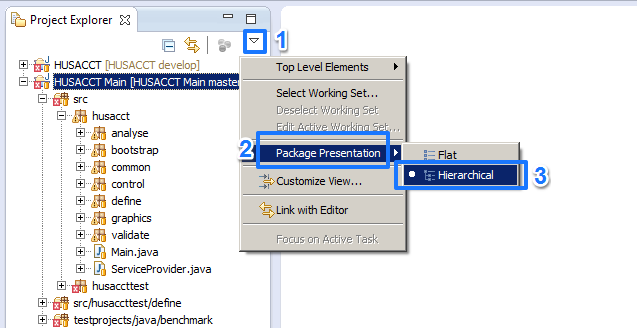 Project Explorer
1
HUSACCT [HUSACCT develop]
HUSACCT Main [HUSACCT Main master
src
husacct
analyse
bootstrap
common
control
define
graphics
validate
Main.java
ServiceProvider.java
husaccttest
src/husaccttest/define
testprojects/java/benchmark
Top Level Elements
Select Working Set...
Deselect Working Set
Edit Active Working Set...
2
Package Presentation
Customize View...
Link with Editor
Focus on Active Task
Flat
Hierarchical
3